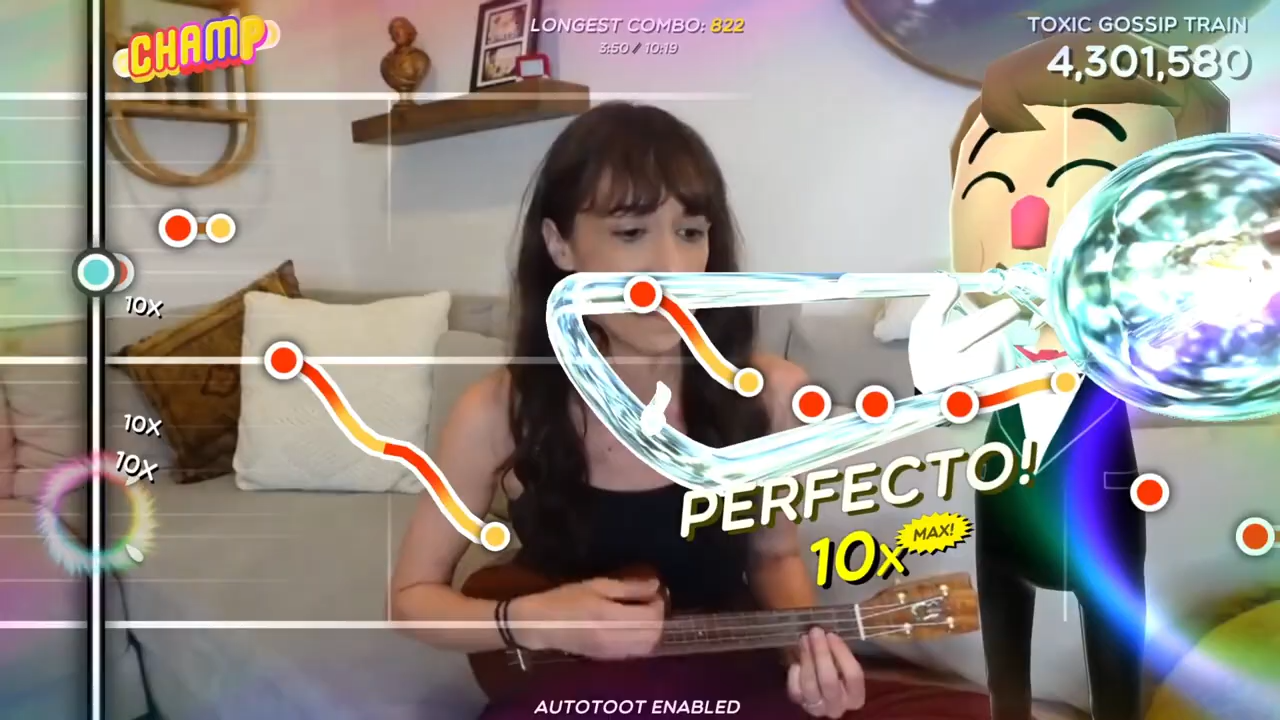 CHAMP
LONGEST COMBO: 822
3:50 / 10:19
TOXIC GOSSIP TRAIN
4,301,580
10X
10X
10X
PERFECTO!!
10x
MAX!
AUTOTOOT ENABLED